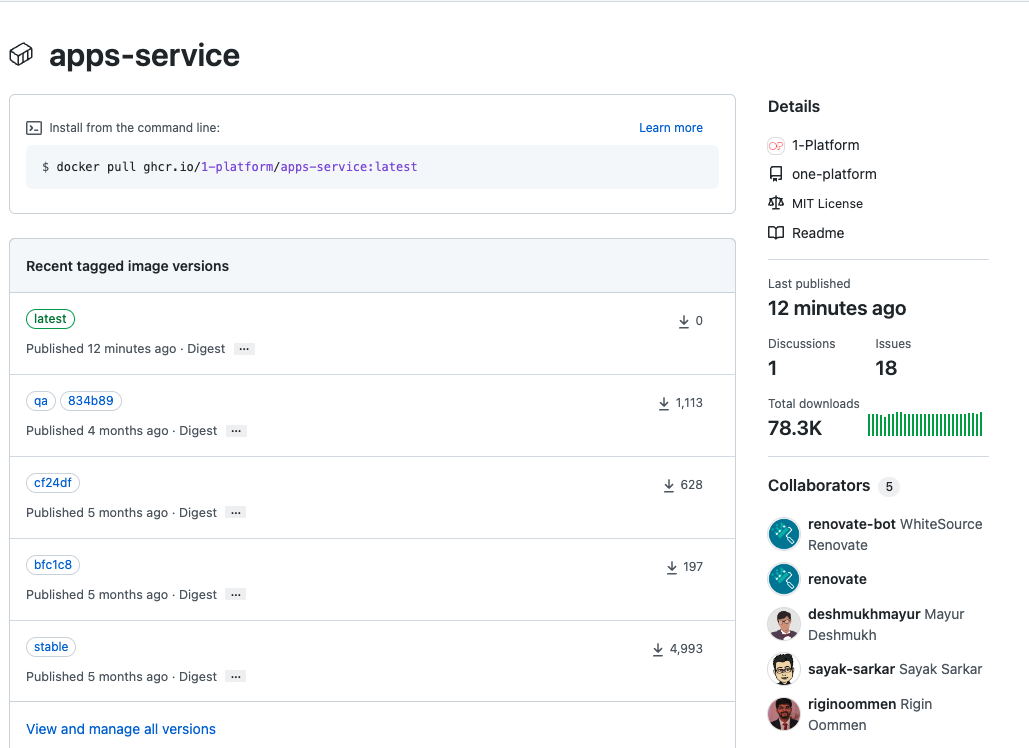 apps-service
Install from the command line:
Learn more
$ docker pull ghcr.io/1-platform/apps-service:latest
Recent tagged image versions
latest
0
Published 12 minutes ago · Digest ...
qa 834b89
1,113
Published 4 months ago · Digest ...
cf24df
628
Published 5 months ago · Digest ...
bfc1c8
197
Published 5 months ago · Digest ...
stable
4,993
Published 5 months ago · Digest ...
View and manage all versions
Details
OP 1-Platform
one-platform
MIT License
Readme
Last published
12 minutes ago
Discussions Issues
1 18
Total downloads
78.3K
Collaborators 5
renovate-bot WhiteSource
Renovate
renovate
deshmukhmayur Mayur
Deshmukh
sayak-sarkar Sayak Sarkar
riginoommen Rigin
Oommen